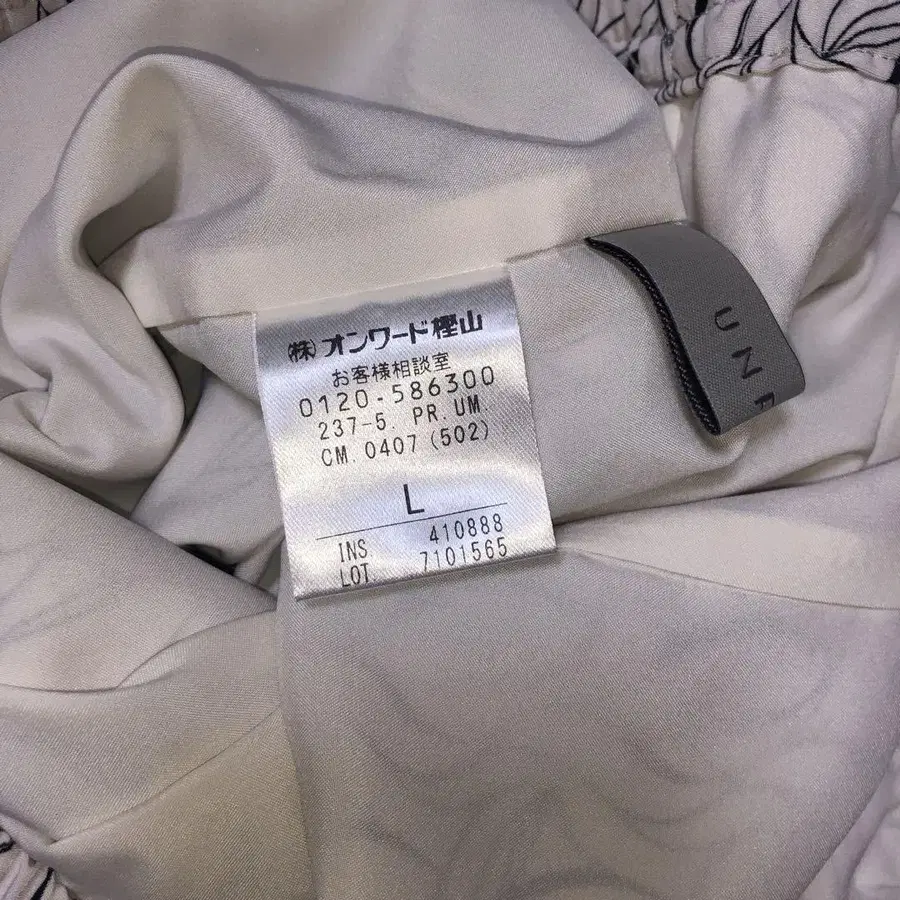 ㈱オンワード樫山
お客様相談室
0120-586300
237-5. PR. UM.
CM. 0407 (502)
L
INS 410888
LOT 7101565
UNF